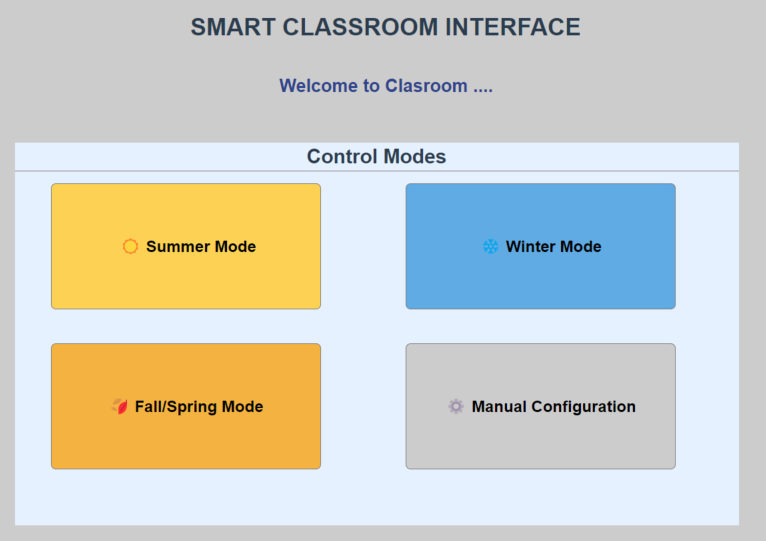 SMART CLASSROOM INTERFACE
Welcome to Clasroom ....
Control Modes
Summer Mode
Winter Mode
Fall/Spring Mode
Manual Configuration